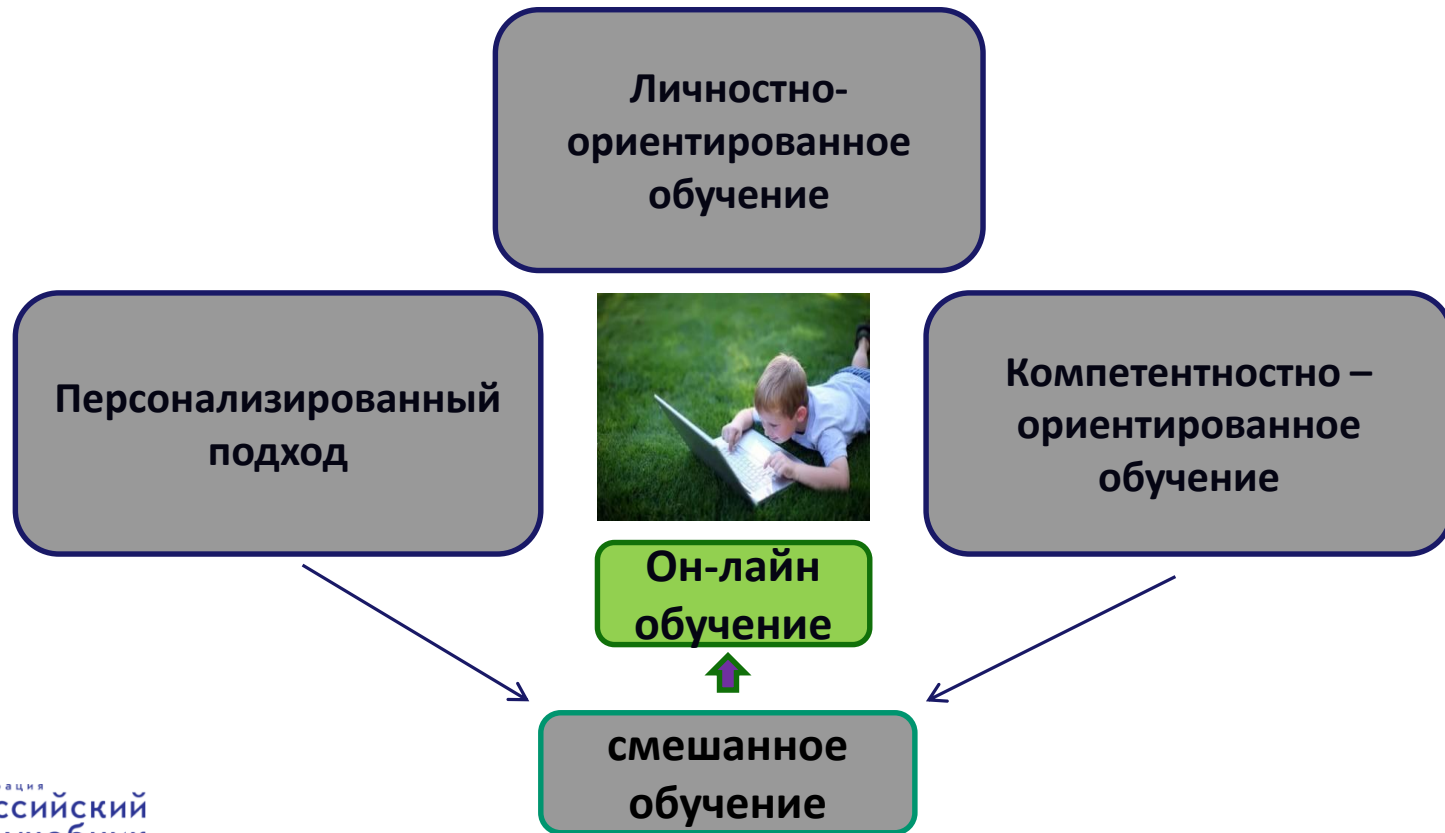 Личностно-
ориентированное
обучение
Персонализированный
подход
Компетентностно –
ориентированное
обучение
Он-лайн
обучение
смешанное
обучение